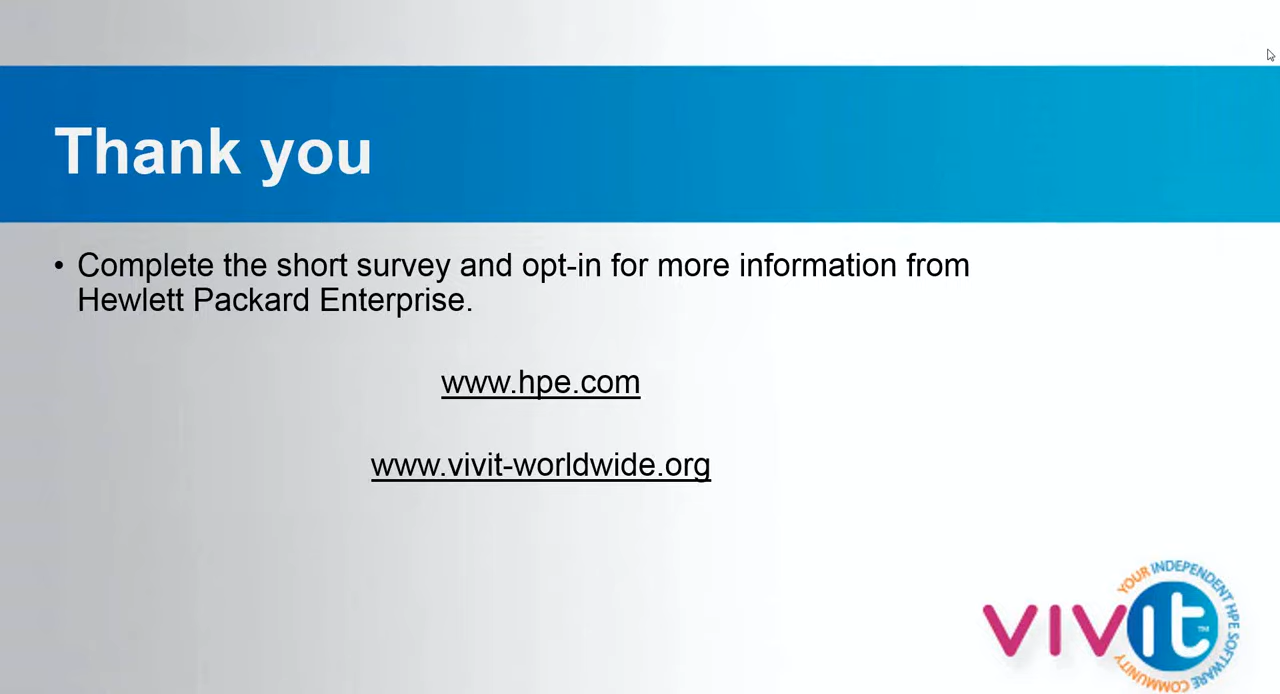 Thank you
• Complete the short survey and opt-in for more information from
Hewlett Packard Enterprise.
www.hpe.com
www.vivit-worldwide.org
vivit™
YOUR INDEPENDENT HPE SOFTWARE COMMUNITY